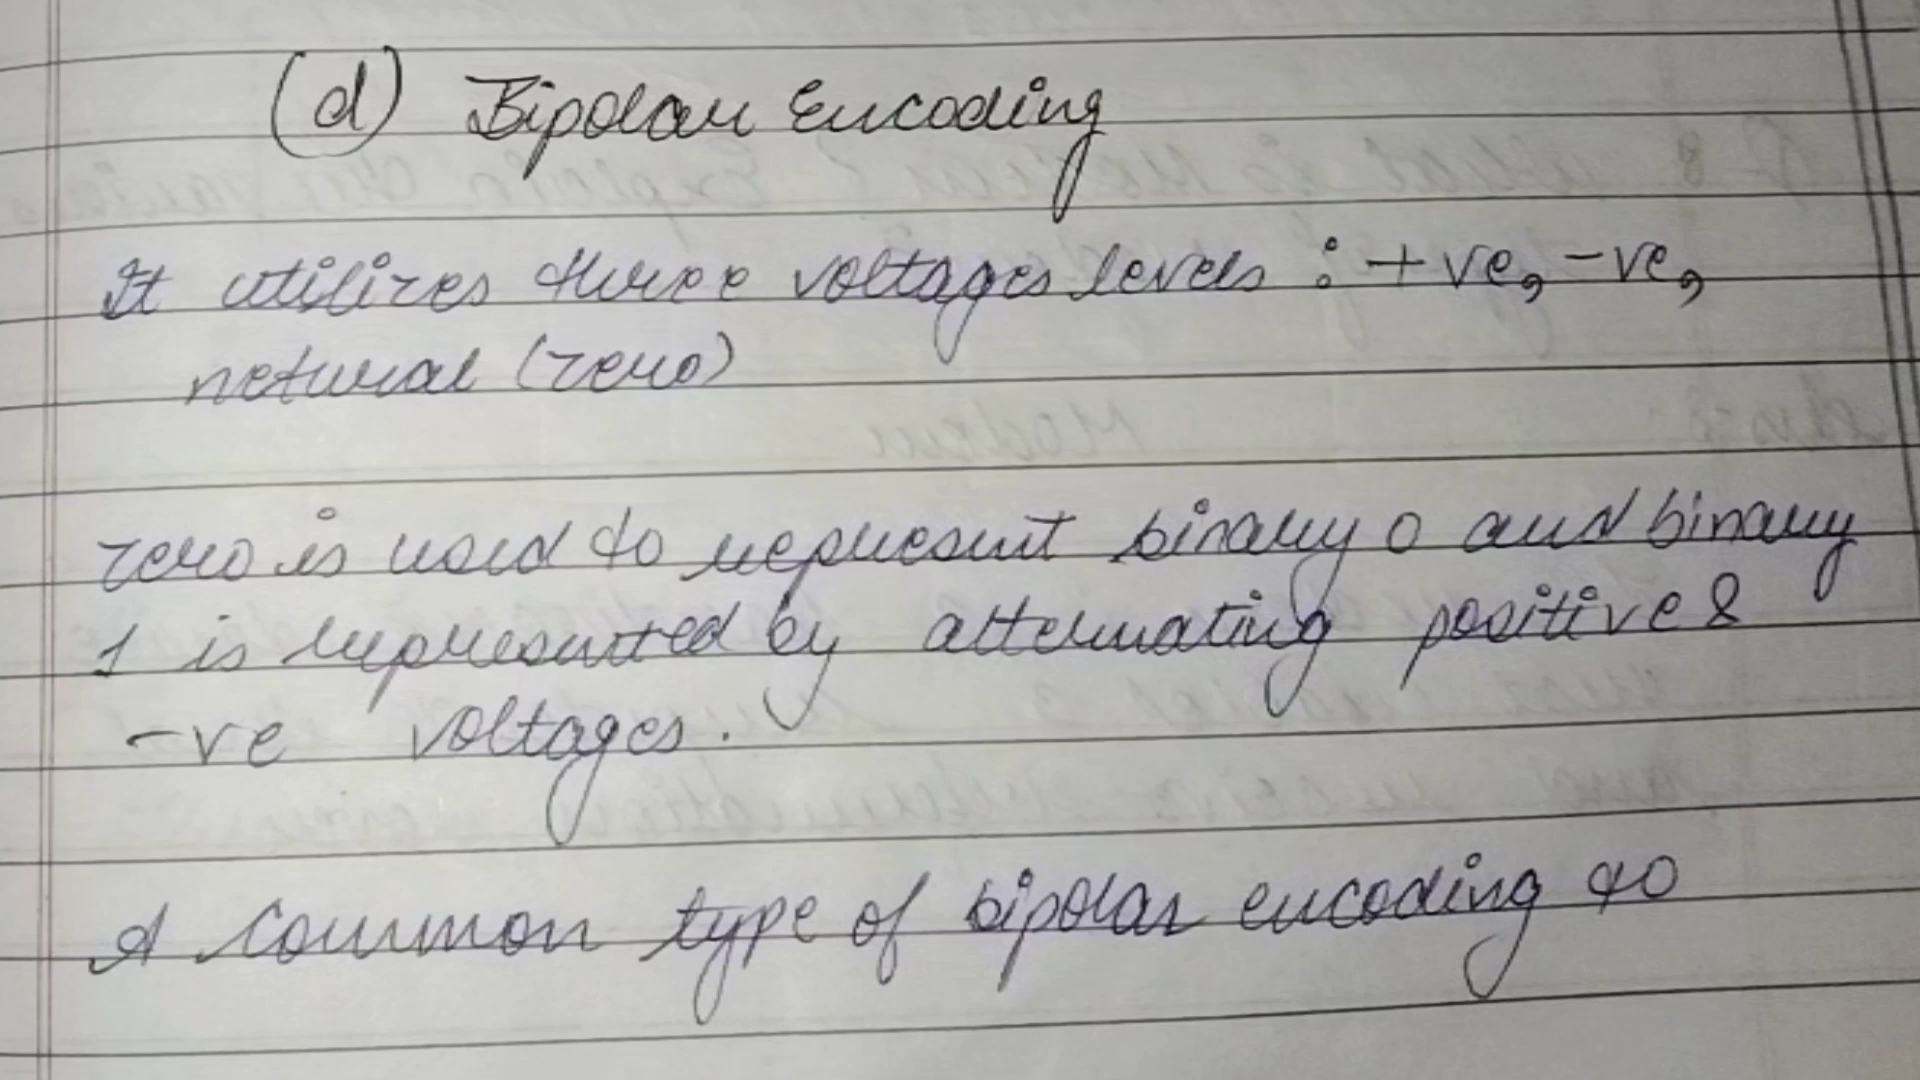 (d) Bipolar Encoding
It utilizes three voltages levels : +ve, -ve,
netural (zero)
zero is used to represent binary 0 and binary
1 is represented by alternating positive &
-ve voltages.
A common type of bipolar encoding to